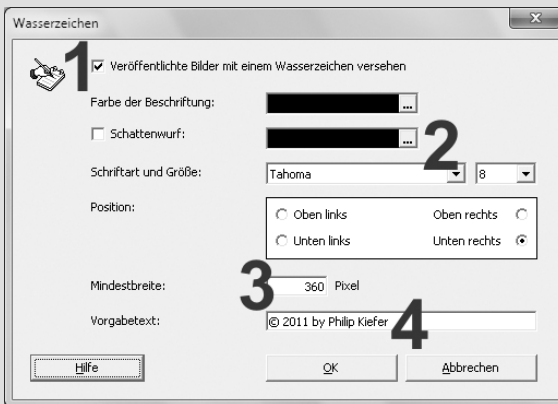 Wasserzeichen
1
Veröffentlichte Bilder mit einem Wasserzeichen versehen
Farbe der Beschriftung: ...
Schattenwurf: ...
2
Schriftart und Größe: Tahoma 8
Position: Oben links Oben rechts
Unten links Unten rechts
3
Mindestbreite: 360 Pixel
4
Vorgabetext: © 2011 by Philip Kiefer
Hilfe OK Abbrechen